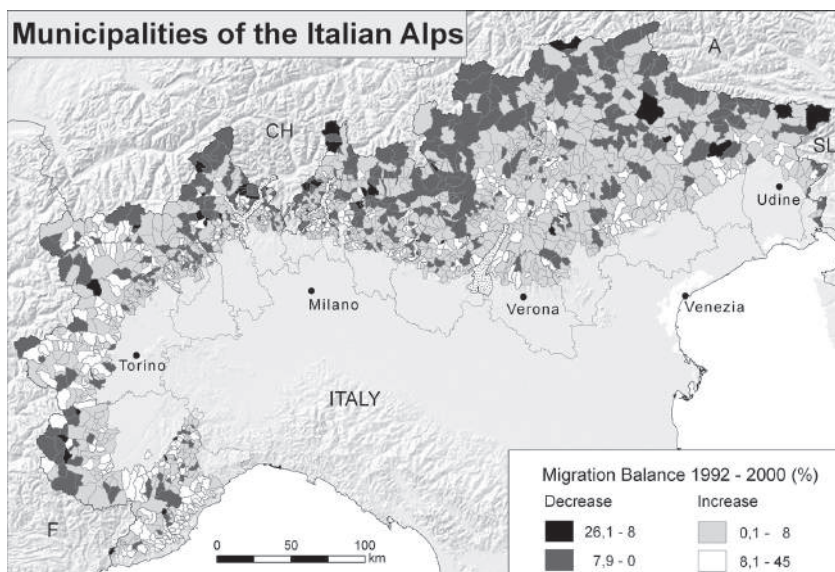 Municipalities of the Italian Alps
A
CH
SL
Udine
Milano
Verona
Venezia
Torino
ITALY
F
0 50 100
km
Migration Balance 1992 - 2000 (%)
Decrease Increase
26,1 - 8 0,1 - 8
7,9 - 0 8,1 - 45